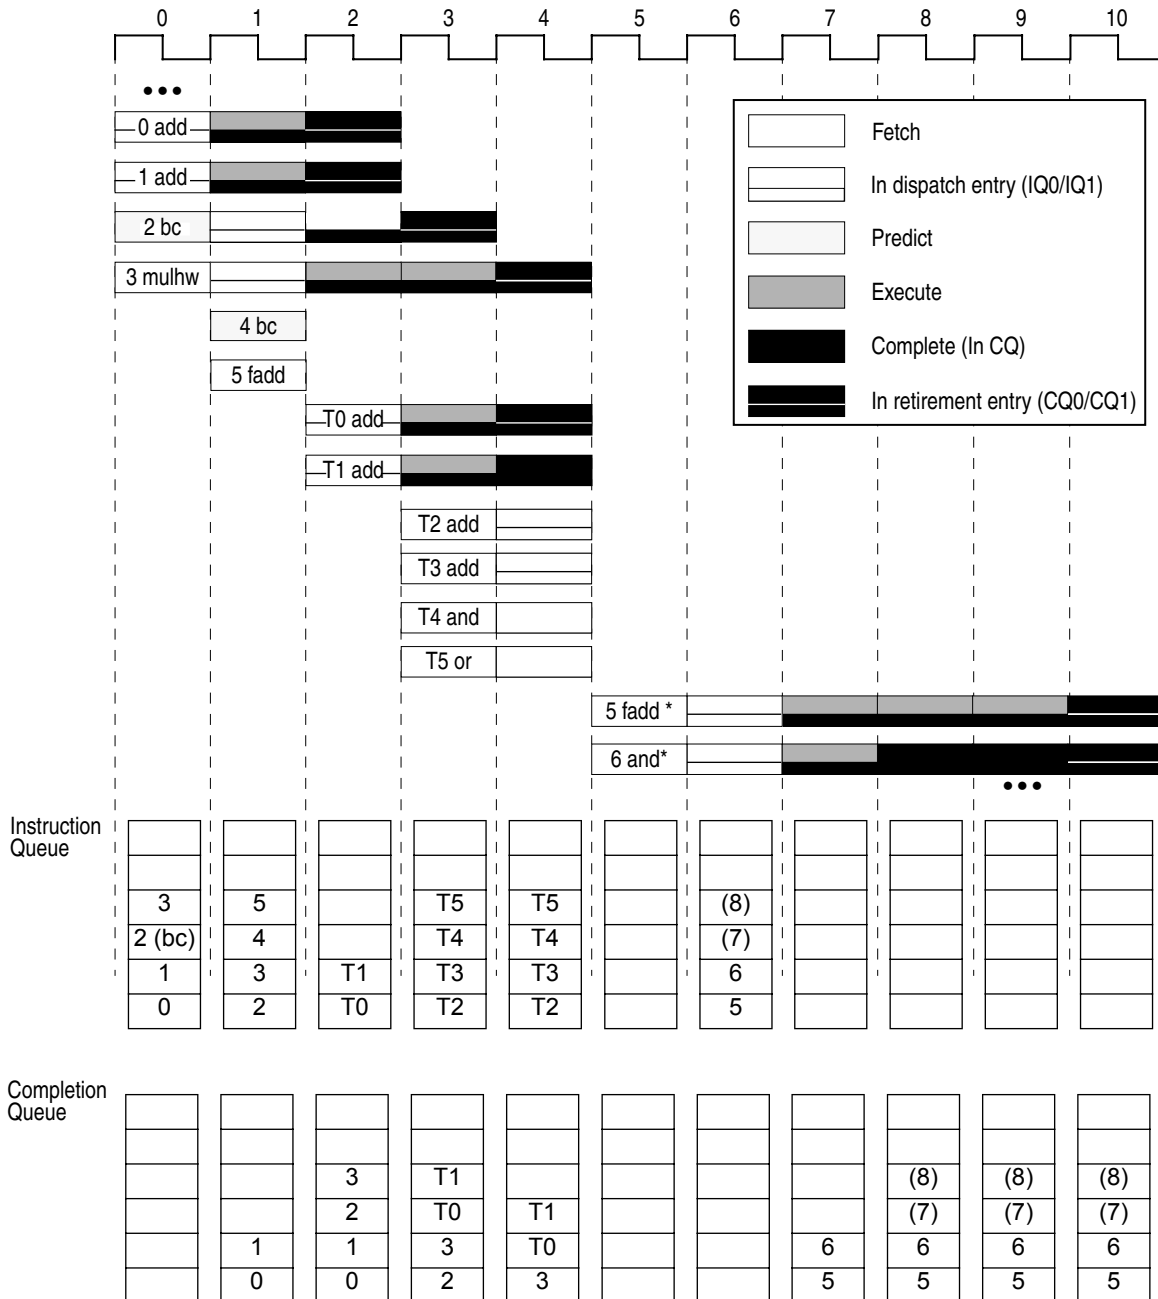 0 1 2 3 4 5 6 7 8 9 10
•••
0 add
Fetch
1 add
In dispatch entry (IQ0/IQ1)
2 bc
Predict
3 mulhw
Execute
4 bc
Complete (In CQ)
5 fadd
In retirement entry (CQ0/CQ1)
T0 add
T1 add
T2 add
T3 add
T4 and
T5 or
5 fadd *
6 and*
•••
Instruction
Queue
3 5 T5 T5 (8)
2 (bc) 4 T4 T4 (7)
1 3 T1 T3 T3 6
0 2 T0 T2 T2 5
Completion
Queue
3 T1 (8) (8) (8)
2 T0 T1 (7) (7) (7)
1 1 3 T0 6 6 6 6
0 0 2 3 5 5 5 5